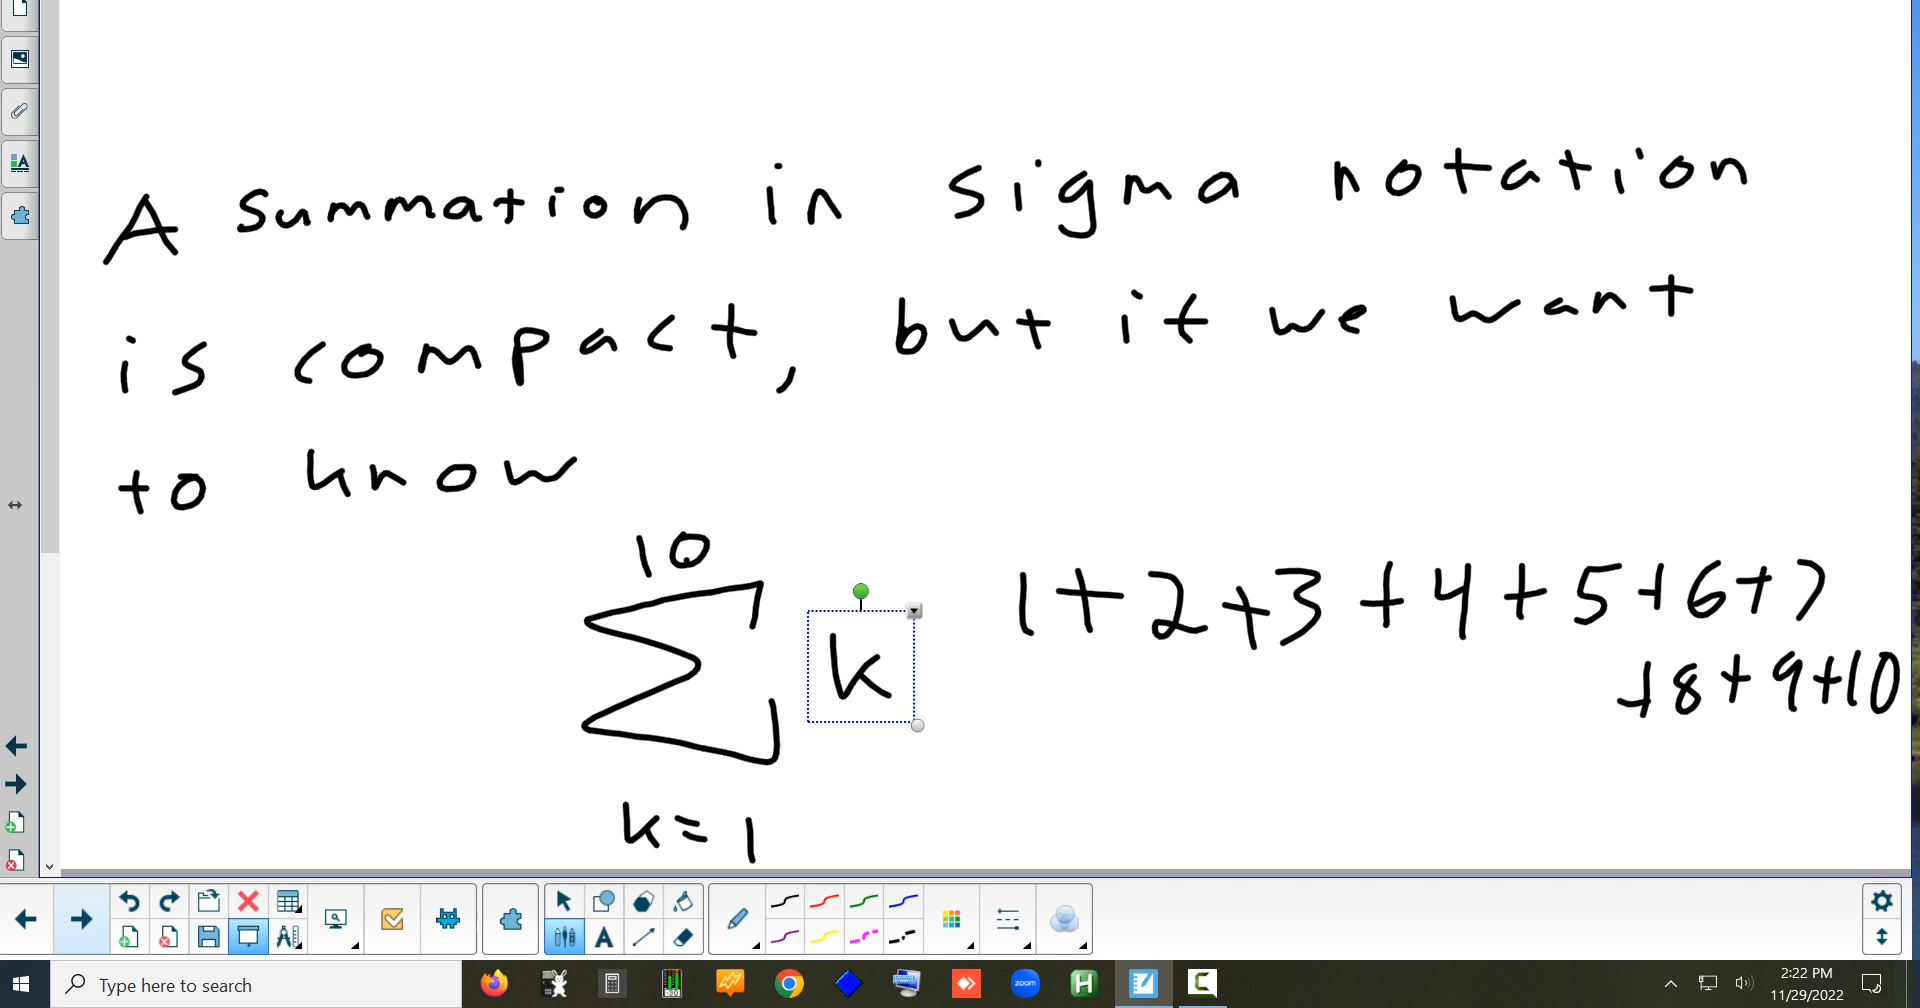 A summation in sigma notation
is compact, but if we want
to know
10
Σ k
k=1
1+2+3+4+5+6+7
+8+9+10
Type here to search
zoom
2:22 PM
11/29/2022